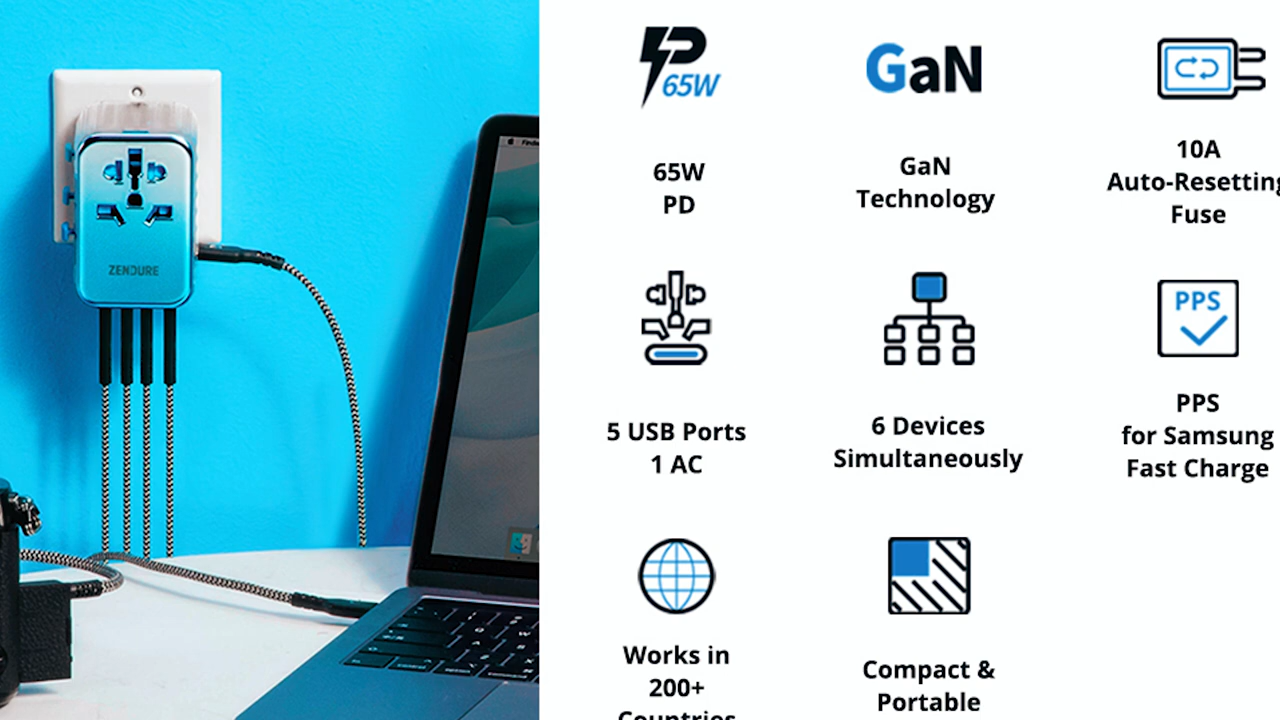 ZENDURE
65W
65W
PD
GaN
GaN
Technology
10A
Auto-Resetting
Fuse
5 USB Ports
1 AC
6 Devices
Simultaneously
PPS
PPS
for Samsung
Fast Charge
Works in
200+
Countries
Compact &
Portable